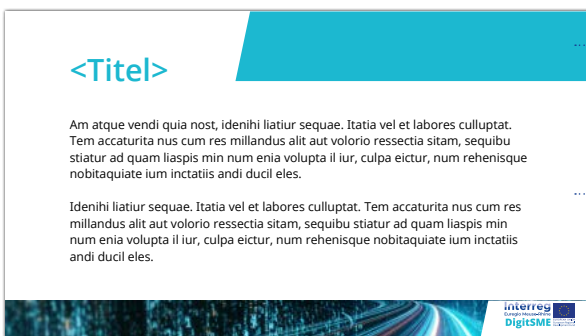 <Titel>
Am atque vendi quia nost, idenihi liatiur sequae. Itatia vel et labores culluptat.
Tem accaturita nus cum res millandus alit aut volorio ressectia sitam, sequibu
stiatur ad quam liaspis min num enia volupta il iur, culpa eictur, num rehenisque
nobitaquiate ium inctatiis andi ducil eles.
Idenihi liatiur sequae. Itatia vel et labores culluptat. Tem accaturita nus cum res
millandus alit aut volorio ressectia sitam, sequibu stiatur ad quam liaspis min
num enia volupta il iur, culpa eictur, num rehenisque nobitaquiate ium inctatiis
andi ducil eles.
Interreg
Euregio Meuse-Rhine
DigitSME